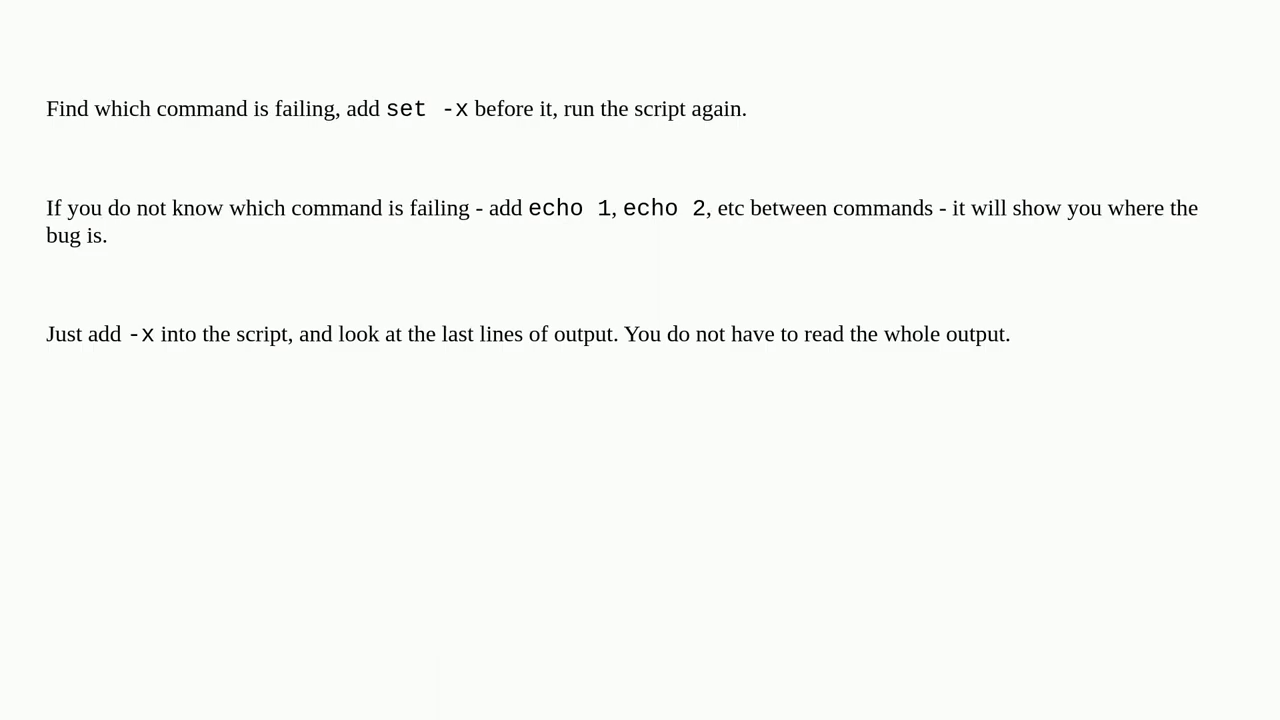 Find which command is failing, add set -x before it, run the script again.
If you do not know which command is failing - add echo 1, echo 2, etc between commands - it will show you where the
bug is.
Just add -x into the script, and look at the last lines of output. You do not have to read the whole output.